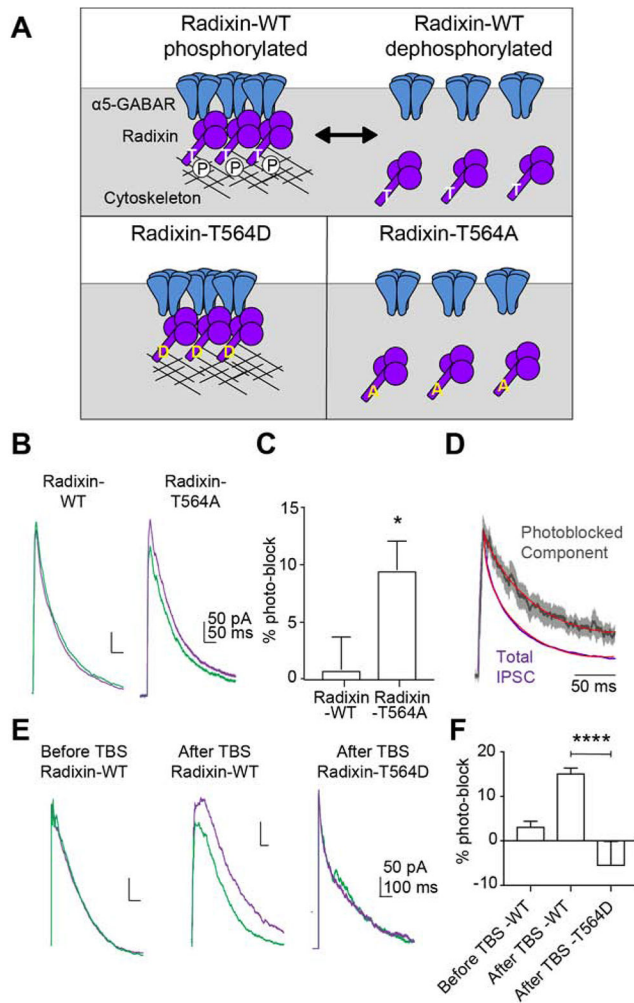 A
Radixin-WT
phosphorylated
Radixin-WT
dephosphorylated
α5-GABAR
Radixin
T T T
P P P
Cytoskeleton
T T T
Radixin-T564D
Radixin-T564A
D D D
A A A
B
Radixin-
WT
Radixin-
T564A
50 pA
50 ms
C
% photo-block
15
10
5
0
*
Radixin
-WT
Radixin
-T564A
D
Photoblocked
Component
Total
IPSC
50 ms
E
Before TBS
Radixin-WT
After TBS
Radixin-WT
After TBS
Radixin-T564D
50 pA
100 ms
F
% photo-block
20
10
0
-10
****
Before TBS -WT
After TBS -WT
After TBS -T564D